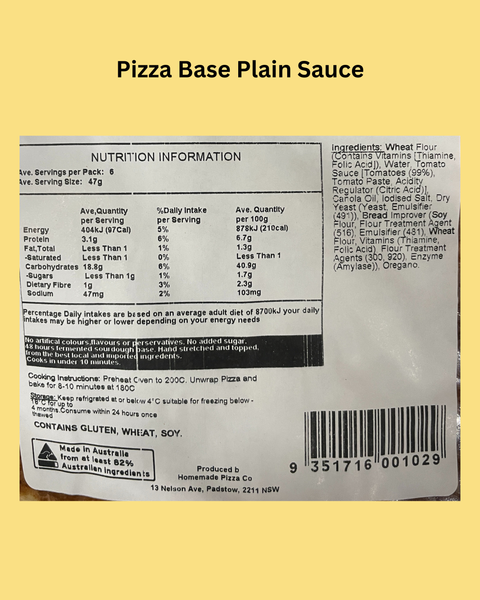 Pizza Base Plain Sauce
NUTRITION INFORMATION
Ave. Servings per Pack: 6
Ave. Serving Size: 47g
Ave,Quantity per Serving %Daily Intake per Serving Ave. Quantity per 100g
Energy 404kJ (97Cal) 5% 878kJ (210cal)
Protein 3.1g 6% 6.7g
Fat,Total Less Than 1 1% 1.3g
-Saturated Less Than 1 0% Less Than 1
Carbohydrates 18.8g 6% 40.9g
-Sugars Less Than 1g 1% 1.7g
Dietary Fibre 1g 3% 2.3g
Sodium 47mg 2% 103mg
Percentage Daily intakes are based on an average adult diet of 8700kJ your daily
intakes may be higher or lower depending on your energy needs
No artifical colours,flavours or perservatives. No added sugar.
48 hours fermented sourdough base. Hand stretched and topped,
from the best local and imported ingredients.
Cooks in under 10 minutes.
Cooking Instructions: Preheat Oven to 200C. Unwrap Pizza and
bake for 8-10 minutes at 180C
Storage: Keep refrigrated at or below 4°C suitable for freezing below -
18°C for up to
4 months.Consume within 24 hours once
thawed
CONTAINS GLUTEN, WHEAT, SOY.
Made in Australia
from at least 82%
Australian Ingredients
Produced b
Homemade Pizza Co
13 Nelson Ave, Padstow, 2211 NSW
Ingredients: Wheat Flour
(Contains Vitamins [Thiamine,
Folic Acid]), Water, Tomato
Sauce [Tomatoes (99%),
Tomato Paste, Acidity
Regulator (Citric Acid)],
Canola Oil, Iodised Salt, Dry
Yeast (Yeast, Emulsifier
(491)), Bread Improver (Soy
Flour, Flour Treatment Agent
(516), Emulsifier (481), Wheat
Flour, Vitamins (Thiamine,
Folic Acid), Flour Treatment
Agents (300, 920), Enzyme
(Amylase)), Oregano.
9 351716 001029